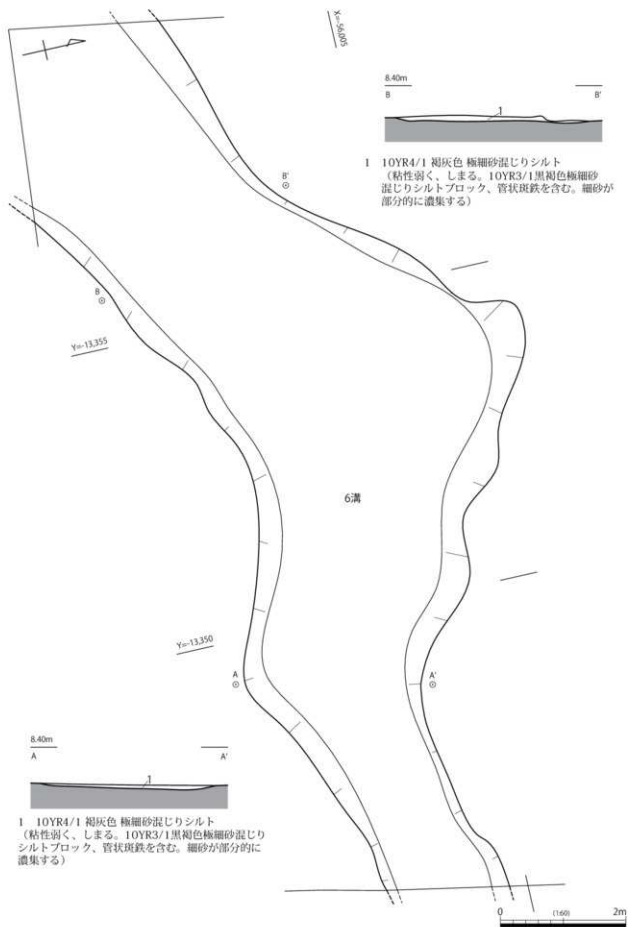 X=-56,005
8.40m
B
B'
1
1 10YR4/1 褐灰色 極細砂混じりシルト
(粘性弱く、しまる。10YR3/1黒褐色極細砂
混じりシルトブロック、管状斑鉄を含む。細砂が
部分的に濃集する)
B'
B
Y=-13,355
6溝
Y=-13,350
A
A'
8.40m
A
A'
1
1 10YR4/1 褐灰色 極細砂混じりシルト
(粘性弱く、しまる。10YR3/1黒褐色極細砂混じり
シルトブロック、管状斑鉄を含む。細砂が部分的に
濃集する)
0
(1:60)
2m